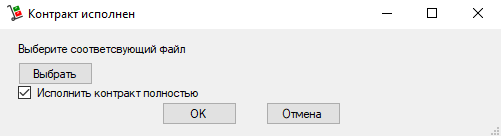 Контракт исполнен
Выберите соответсвующий файл
Выбрать
Исполнить контракт полностью
OK
Отмена